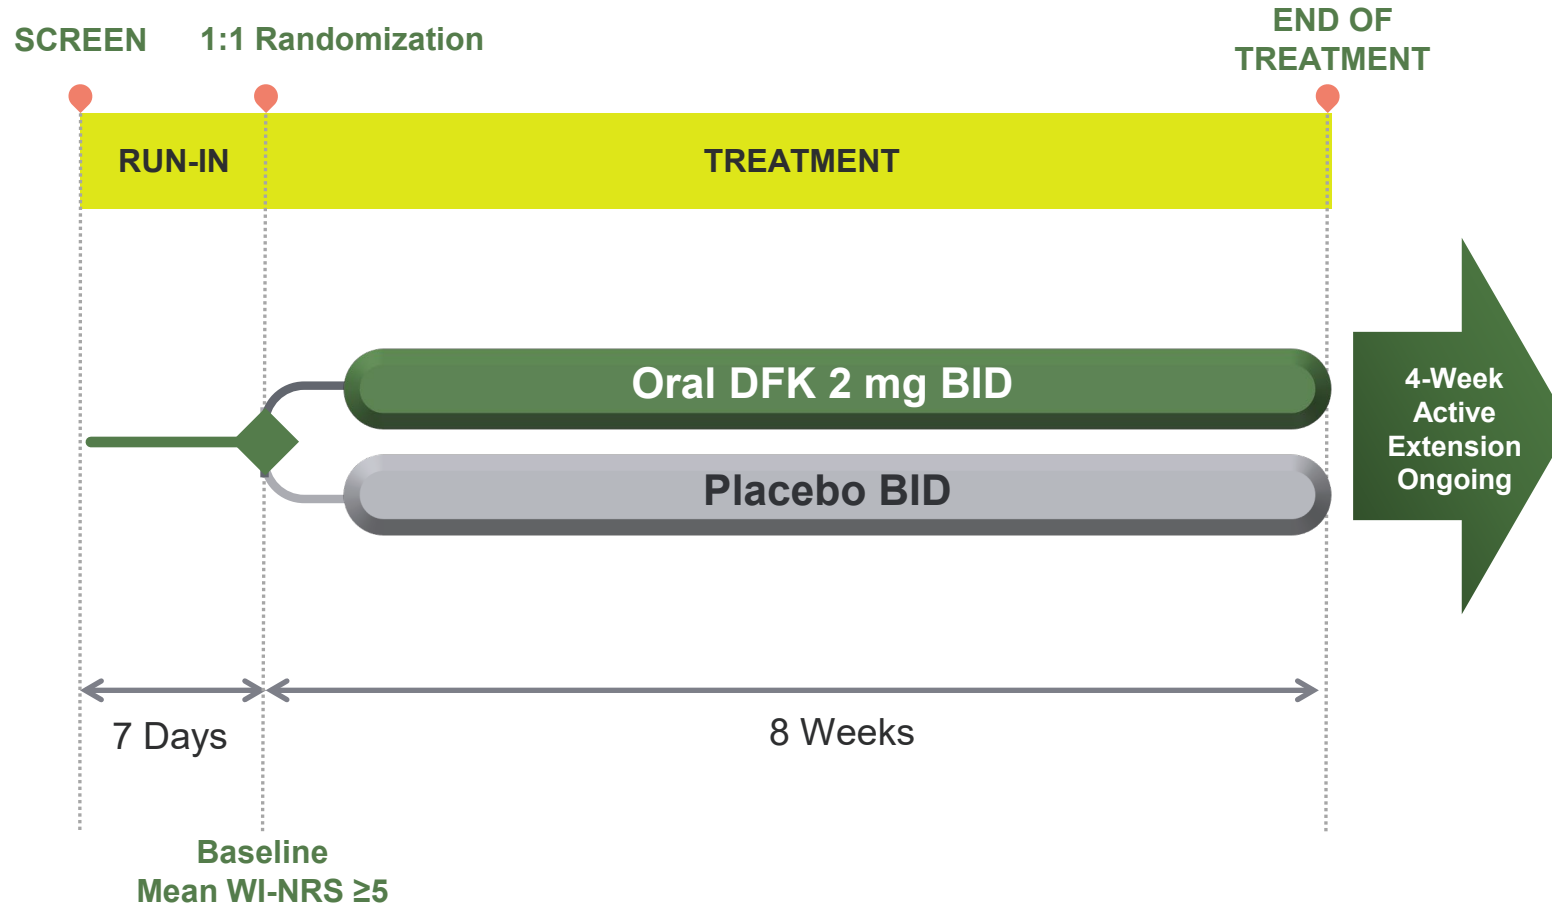 SCREEN
1:1 Randomization
END OF
TREATMENT
RUN-IN
TREATMENT
Oral DFK 2 mg BID
Placebo BID
4-Week
Active
Extension
Ongoing
7 Days
8 Weeks
Baseline
Mean WI-NRS ≥5